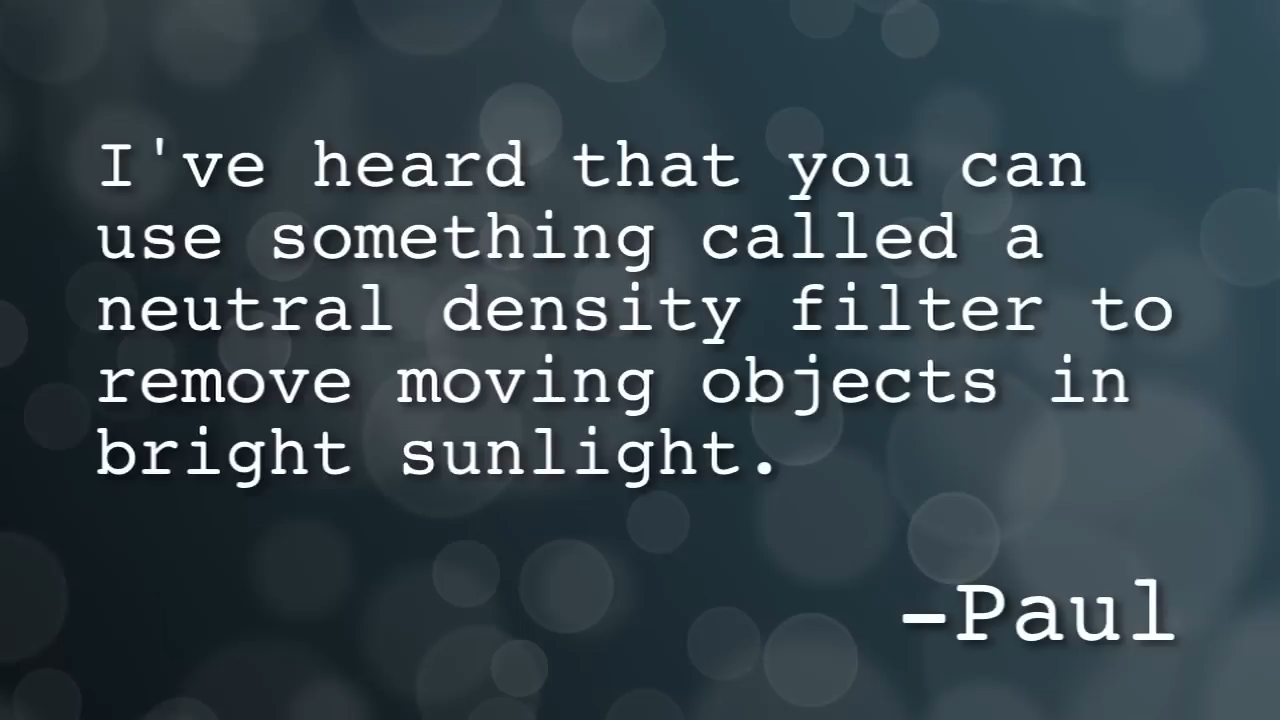 I've heard that you can
use something called a
neutral density filter to
remove moving objects in
bright sunlight.
-Paul